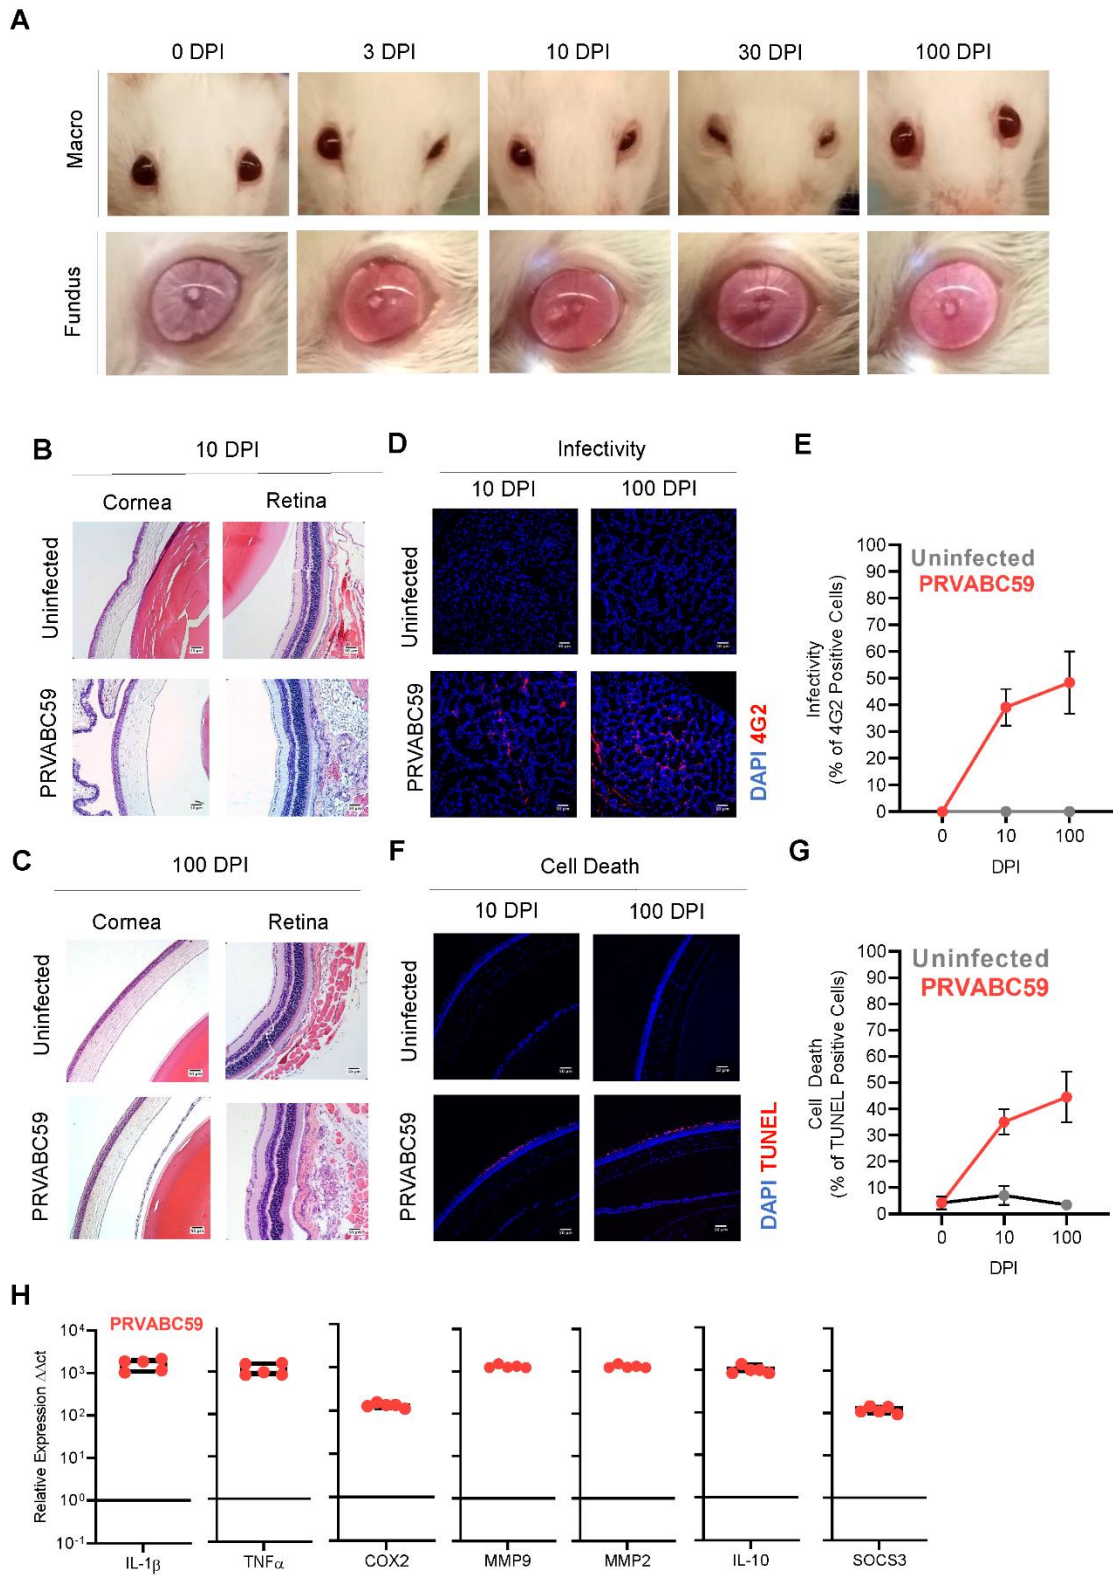 A
0 DPI
3 DPI
10 DPI
30 DPI
100 DPI
Macro
Fundus
B
10 DPI
Cornea
Retina
Uninfected
PRVABC59
D
Infectivity
10 DPI
100 DPI
Uninfected
PRVABC59
DAPI 4G2
E
Infectivity
(% of 4G2 Positive Cells)
100
90
80
70
60
50
40
30
20
10
0
Uninfected
PRVABC59
0
10
100
DPI
C
100 DPI
Cornea
Retina
Uninfected
PRVABC59
F
Cell Death
10 DPI
100 DPI
Uninfected
PRVABC59
DAPI TUNEL
G
Cell Death
(% of TUNEL Positive Cells)
100
90
80
70
60
50
40
30
20
10
0
Uninfected
PRVABC59
0
10
100
DPI
H
Relative Expression ΔΔct
10⁴
10³
10²
10¹
10⁰
10⁻¹
PRVABC59
IL-1β
TNFα
COX2
MMP9
MMP2
IL-10
SOCS3